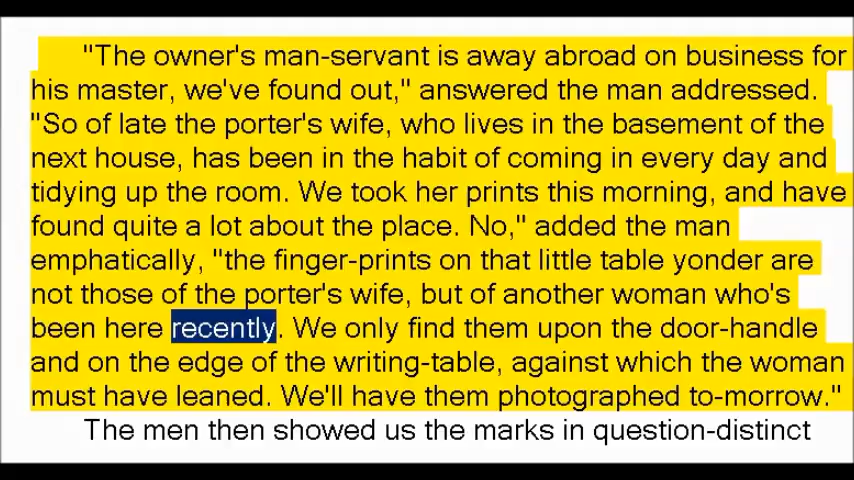 "The owner's man-servant is away abroad on business for
his master, we've found out," answered the man addressed.
"So of late the porter's wife, who lives in the basement of the
next house, has been in the habit of coming in every day and
tidying up the room. We took her prints this morning, and have
found quite a lot about the place. No," added the man
emphatically, "the finger-prints on that little table yonder are
not those of the porter's wife, but of another woman who's
been here recently. We only find them upon the door-handle
and on the edge of the writing-table, against which the woman
must have leaned. We'll have them photographed to-morrow."
The men then showed us the marks in question-distinct